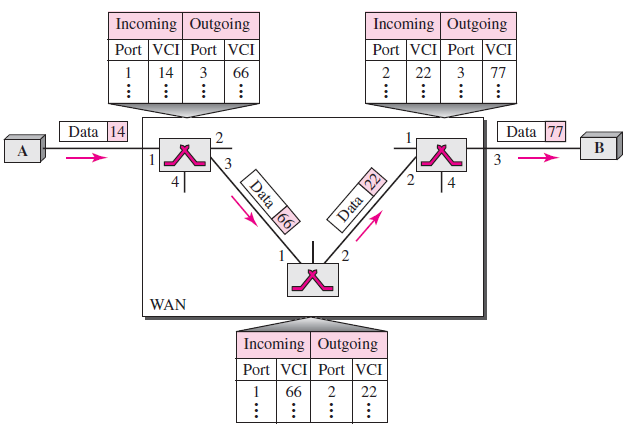 Incoming Outgoing
Port VCI Port VCI
1 14 3 66
Incoming Outgoing
Port VCI Port VCI
2 22 3 77
A
Data 14
1
2
3
4
Data 66
1
2
Data 22
1
2
3
4
Data 77
B
WAN
Incoming Outgoing
Port VCI Port VCI
1 66 2 22